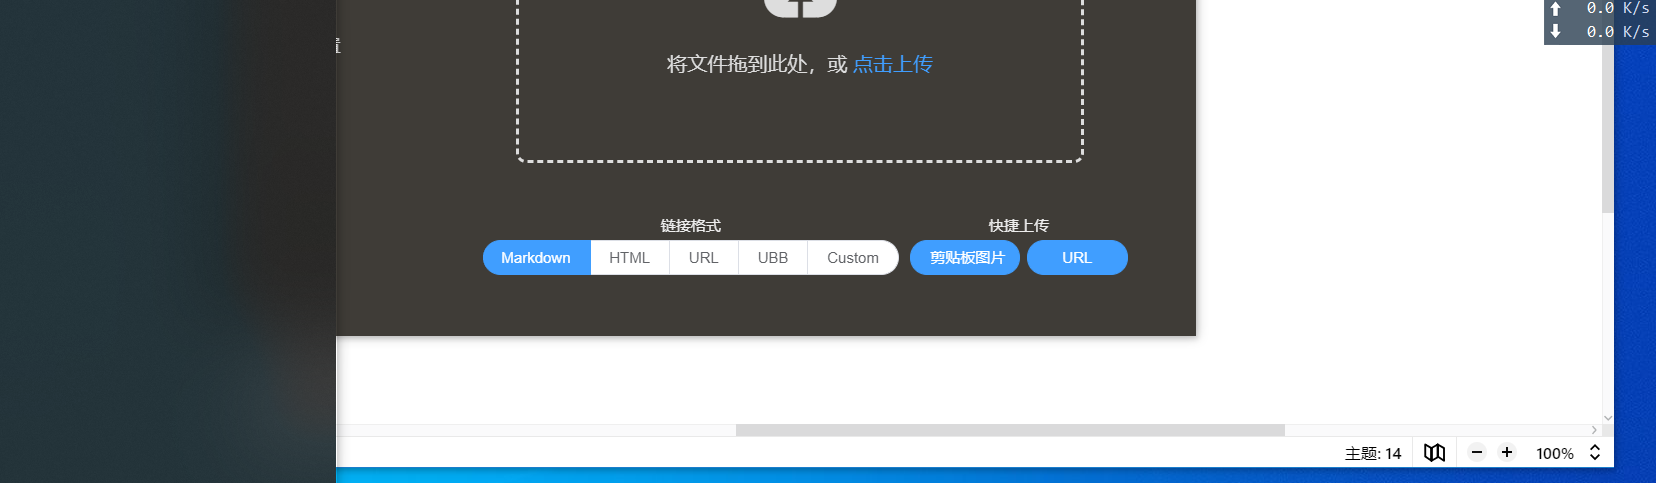 0.0 K/s
0.0 K/s
置
将文件拖到此处，或 点击上传
链接格式
快捷上传
Markdown HTML URL UBB Custom 剪贴板图片 URL
主题: 14 100%